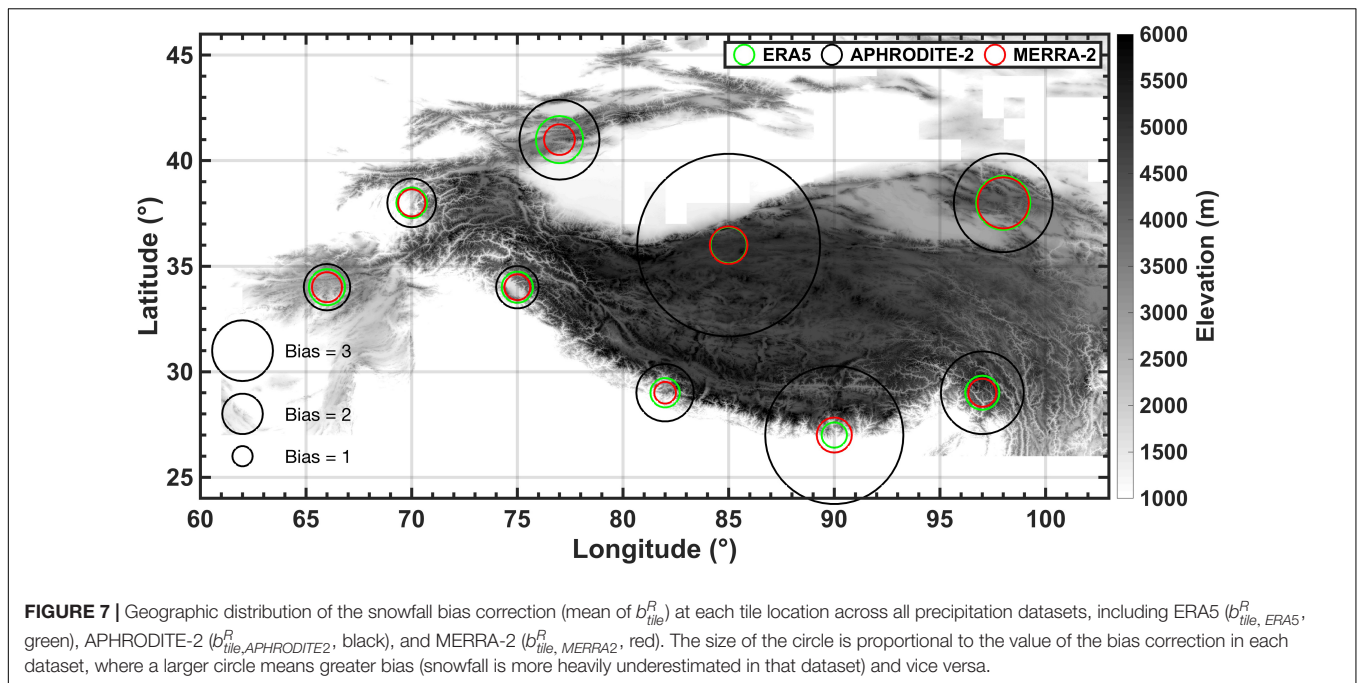 ERA5 APHRODITE-2 MERRA-2
45
40
35
30
25
Latitude (°)
Bias = 3
Bias = 2
Bias = 1
60 65 70 75 80 85 90 95 100
Longitude (°)
6000
5500
5000
4500
4000
3500
3000
2500
2000
1500
1000
Elevation (m)
FIGURE 7 | Geographic distribution of the snowfall bias correction (mean of b^R_tile) at each tile location across all precipitation datasets, including ERA5 (b^R_tile, ERA5,
green), APHRODITE-2 (b^R_tile,APHRODITE2, black), and MERRA-2 (b^R_tile, MERRA2, red). The size of the circle is proportional to the value of the bias correction in each
dataset, where a larger circle means greater bias (snowfall is more heavily underestimated in that dataset) and vice versa.